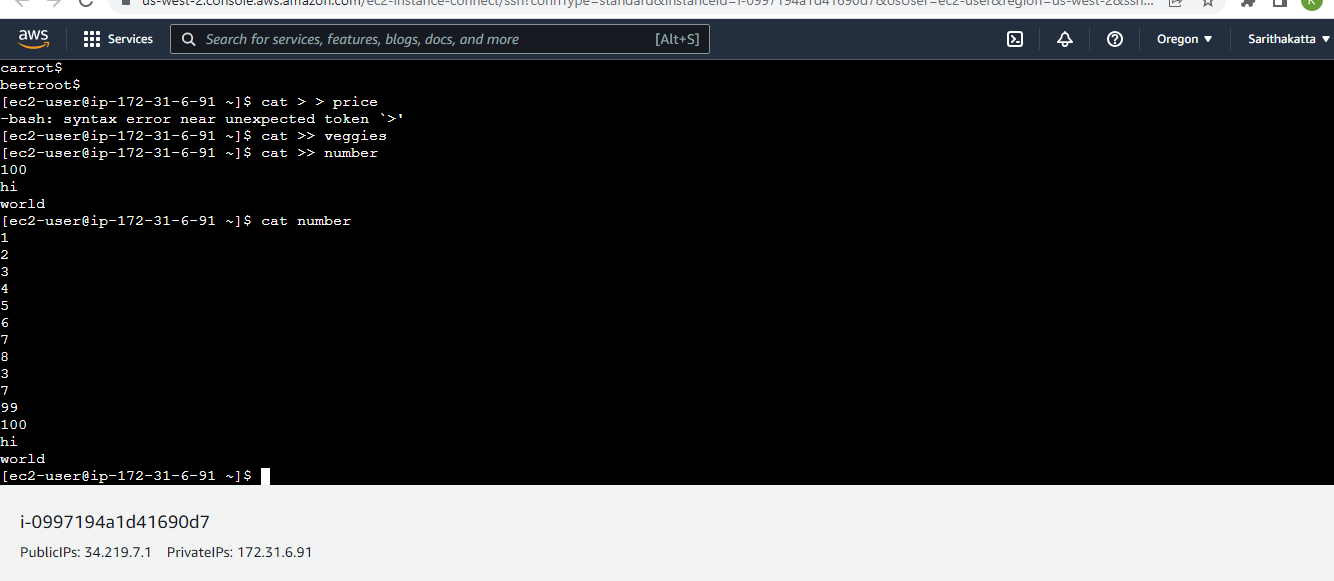 us-west-2.console.aws.amazon.com/ec2-instance-connect/ssh?connType=standard&instanceId=i-0997194a1d41690d7&osUser=ec2-user&region=us-west-2&ssh...
K
aws Services Search for services, features, blogs, docs, and more [Alt+S] Oregon ▼ Sarithakatta ▼
carrot$
beetroot$
[ec2-user@ip-172-31-6-91 ~]$ cat > > price
-bash: syntax error near unexpected token `>'
[ec2-user@ip-172-31-6-91 ~]$ cat >> veggies
[ec2-user@ip-172-31-6-91 ~]$ cat >> number
100
hi
world
[ec2-user@ip-172-31-6-91 ~]$ cat number
1
2
3
4
5
6
7
8
3
7
99
100
hi
world
[ec2-user@ip-172-31-6-91 ~]$
i-0997194a1d41690d7
PublicIPs: 34.219.7.1 PrivateIPs: 172.31.6.91